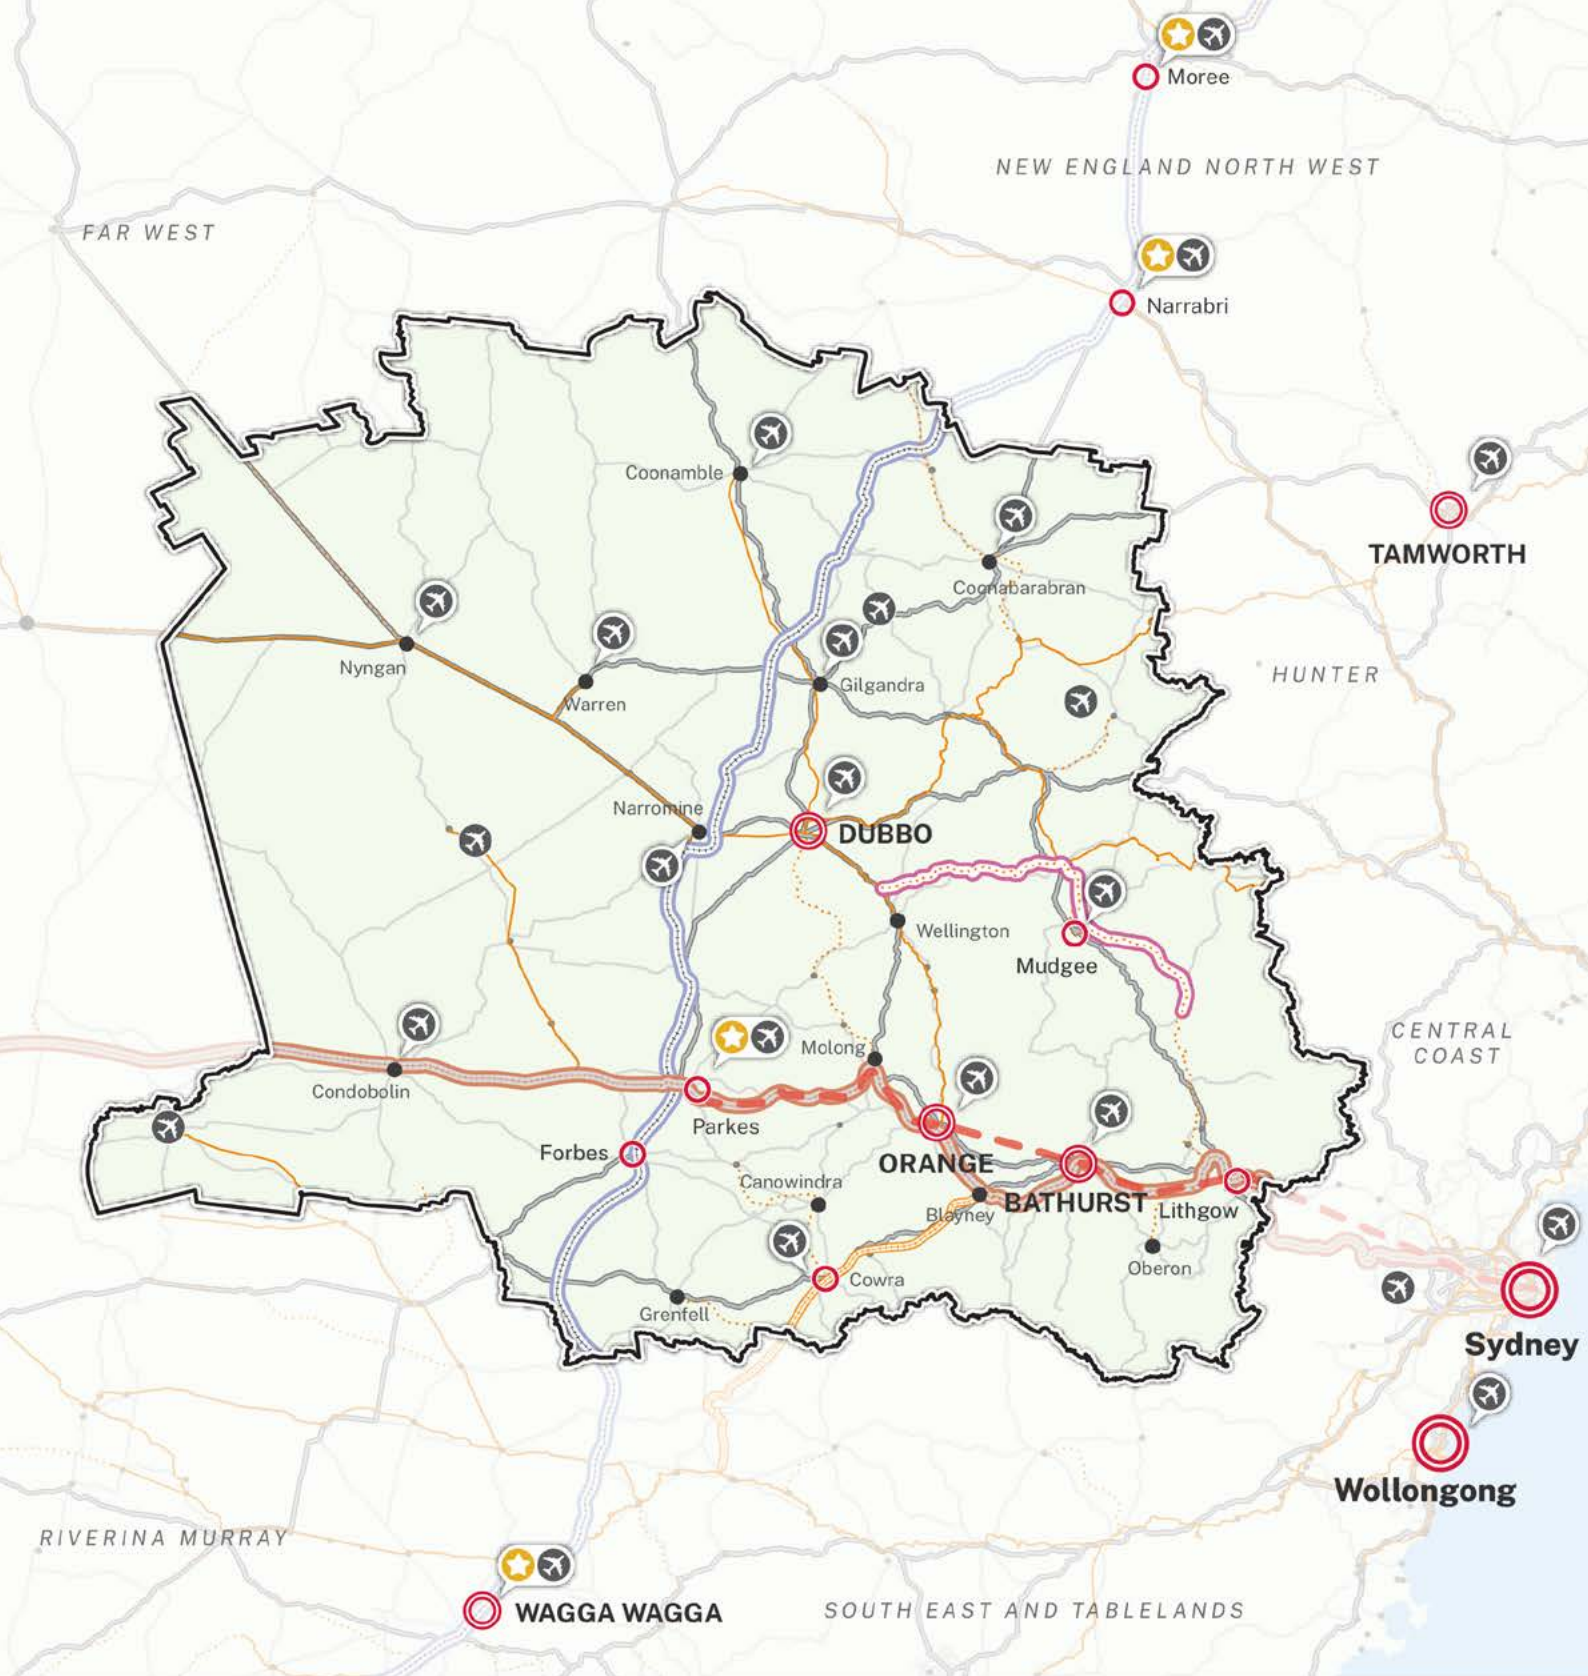 Moree
NEW ENGLAND NORTH WEST
FAR WEST
Narrabri
Coonamble
TAMWORTH
Coonabarabran
Nyngan
HUNTER
Gilgandra
Warren
Narromine
DUBBO
Wellington
Mudgee
CENTRAL
COAST
Molong
Condobolin
Parkes
Forbes
ORANGE
Canowindra
BATHURST
Lithgow
Blayney
Oberon
Cowra
Grenfell
Sydney
Wollongong
RIVERINA MURRAY
WAGGA WAGGA
SOUTH EAST AND TABLELANDS